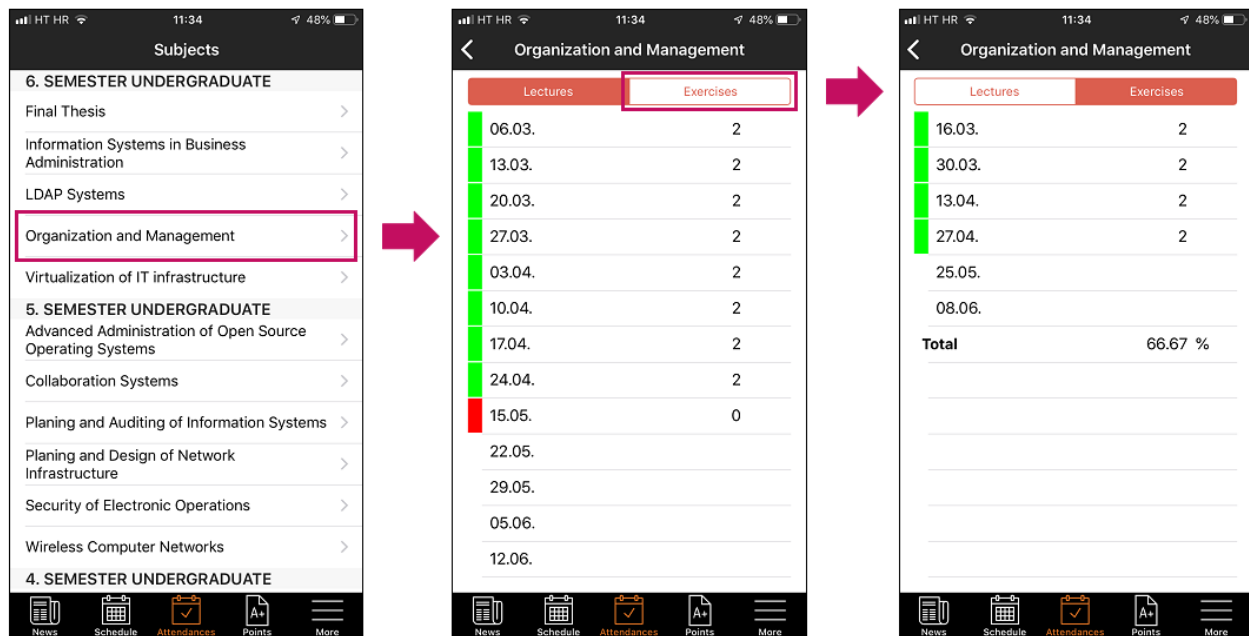 HT HR 11:34 48%
Subjects
6. SEMESTER UNDERGRADUATE
Final Thesis
Information Systems in Business
Administration
LDAP Systems
Organization and Management
Virtualization of IT infrastructure
5. SEMESTER UNDERGRADUATE
Advanced Administration of Open Source
Operating Systems
Collaboration Systems
Planing and Auditing of Information Systems
Planing and Design of Network
Infrastructure
Security of Electronic Operations
Wireless Computer Networks
4. SEMESTER UNDERGRADUATE
A+
News Schedule Attendances Points More
HT HR 11:34 48%
Organization and Management
Lectures Exercises
06.03. 2
13.03. 2
20.03. 2
27.03. 2
03.04. 2
10.04. 2
17.04. 2
24.04. 2
15.05. 0
22.05.
29.05.
05.06.
12.06.
A+
News Schedule Attendances Points More
HT HR 11:34 48%
Organization and Management
Lectures Exercises
16.03. 2
30.03. 2
13.04. 2
27.04. 2
25.05.
08.06.
Total 66.67 %
A+
News Schedule Attendances Points More